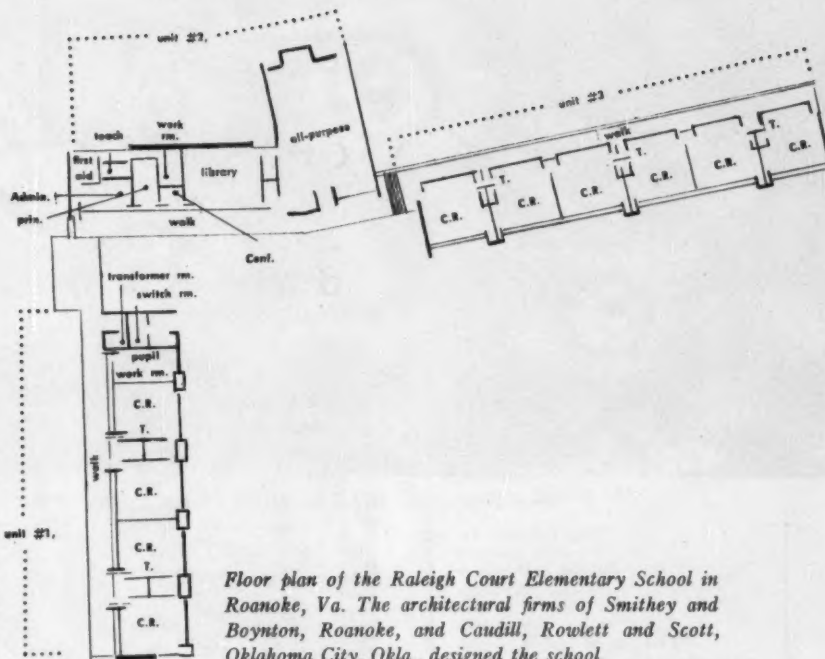 unit #2.
unit #3
walk
teach
work
rm.
all-purpose
first
aid
library
Admin.
prin.
walk
Conf.
T.
C.R.
C.R.
T.
C.R.
C.R.
T.
C.R.
C.R.
transformer rm.
switch rm.
pupil
work rm.
C.R.
T.
walk
C.R.
unit #1.
C.R.
T.
C.R.
Floor plan of the Raleigh Court Elementary School in
Roanoke, Va. The architectural firms of Smithey and
Boynton, Roanoke, and Caudill, Rowlett and Scott,
Oklahoma City, Okla., designed the school.